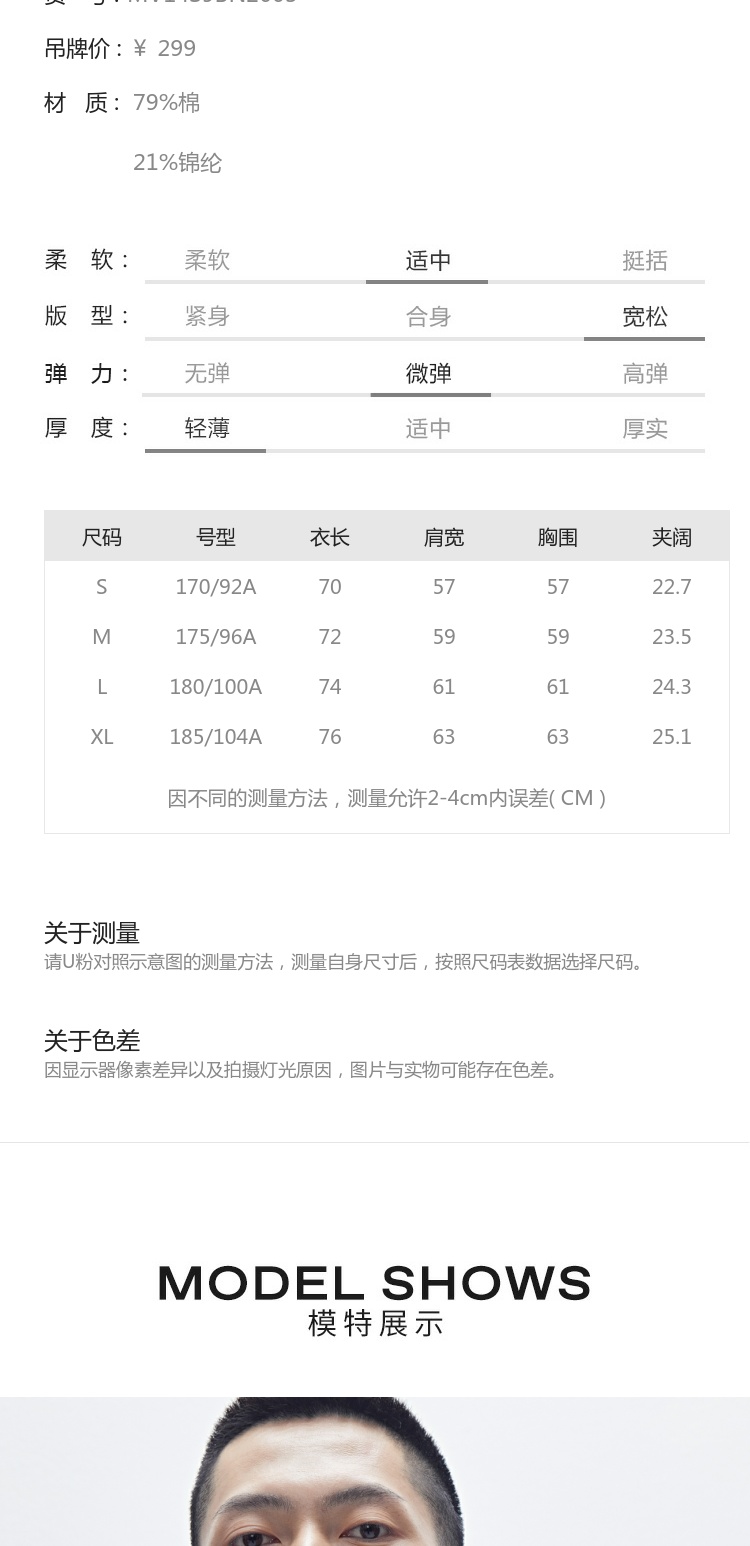 吊牌价：¥ 299
材 质：79%棉
21%锦纶
柔 软： 柔软 适中 挺括
版 型： 紧身 合身 宽松
弹 力： 无弹 微弹 高弹
厚 度： 轻薄 适中 厚实
尺码 号型 衣长 肩宽 胸围 夹阔
S 170/92A 70 57 57 22.7
M 175/96A 72 59 59 23.5
L 180/100A 74 61 61 24.3
XL 185/104A 76 63 63 25.1
因不同的测量方法，测量允许2-4cm内误差( CM )
关于测量
请U粉对照示意图的测量方法，测量自身尺寸后，按照尺码表数据选择尺码。
关于色差
因显示器像素差异以及拍摄灯光原因，图片与实物可能存在色差。
MODEL SHOWS
模特展示